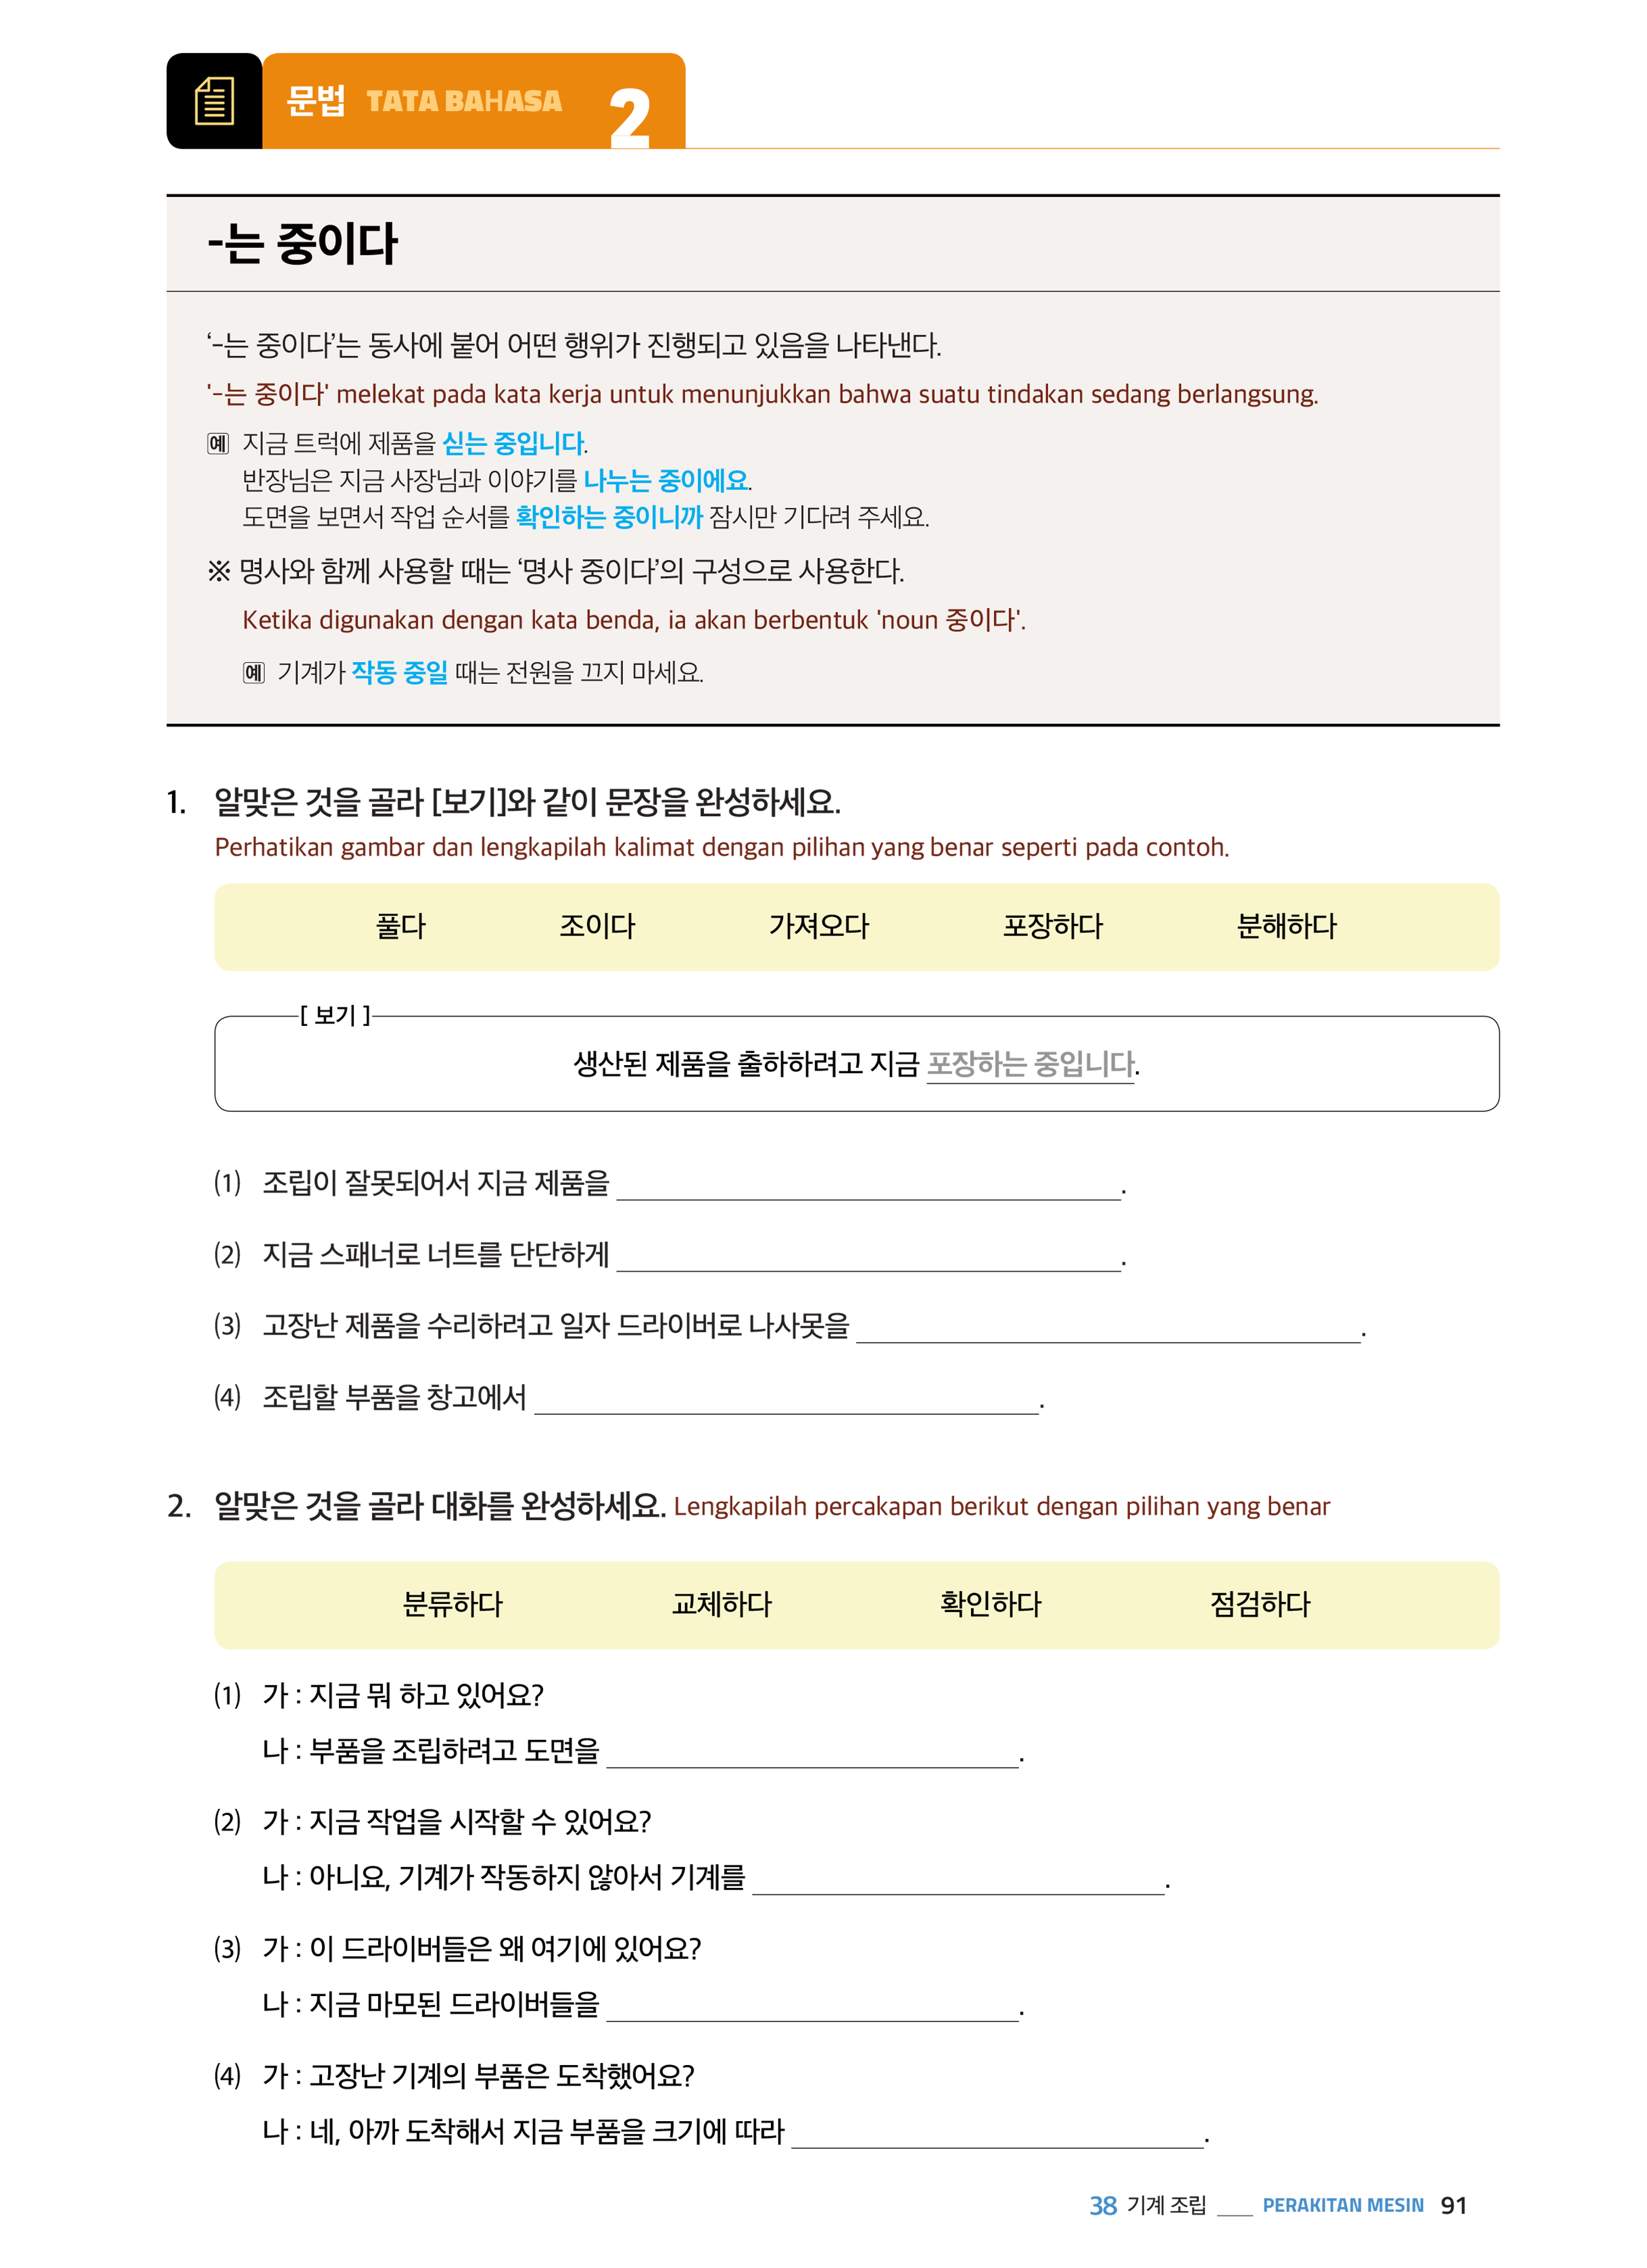 문법 TATA BAHASA 2
-는 중이다
‘-는 중이다’는 동사에 붙어 어떤 행위가 진행되고 있음을 나타낸다.
'-는 중이다' melekat pada kata kerja untuk menunjukkan bahwa suatu tindakan sedang berlangsung.
예 지금 트럭에 제품을 싣는 중입니다.
반장님은 지금 사장님과 이야기를 나누는 중이에요.
도면을 보면서 작업 순서를 확인하는 중이니까 잠시만 기다려 주세요.
※ 명사와 함께 사용할 때는 ‘명사 중이다’의 구성으로 사용한다.
Ketika digunakan dengan kata benda, ia akan berbentuk 'noun 중이다'.
예 기계가 작동 중일 때는 전원을 끄지 마세요.
1. 알맞은 것을 골라 [보기]와 같이 문장을 완성하세요.
Perhatikan gambar dan lengkapilah kalimat dengan pilihan yang benar seperti pada contoh.
풀다 조이다 가져오다 포장하다 분해하다
[ 보기 ]
생산된 제품을 출하하려고 지금 포장하는 중입니다.
(1) 조립이 잘못되어서 지금 제품을 ____________.
(2) 지금 스패너로 너트를 단단하게 ____________.
(3) 고장난 제품을 수리하려고 일자 드라이버로 나사못을 ____________.
(4) 조립할 부품을 창고에서 ____________.
2. 알맞은 것을 골라 대화를 완성하세요. Lengkapilah percakapan berikut dengan pilihan yang benar
분류하다 교체하다 확인하다 점검하다
(1) 가 : 지금 뭐 하고 있어요?
나 : 부품을 조립하려고 도면을 ____________.
(2) 가 : 지금 작업을 시작할 수 있어요?
나 : 아니요, 기계가 작동하지 않아서 기계를 ____________.
(3) 가 : 이 드라이버들은 왜 여기에 있어요?
나 : 지금 마모된 드라이버들을 ____________.
(4) 가 : 고장난 기계의 부품은 도착했어요?
나 : 네, 아까 도착해서 지금 부품을 크기에 따라 ____________.
38 기계 조립 ___ PERAKITAN MESIN 91